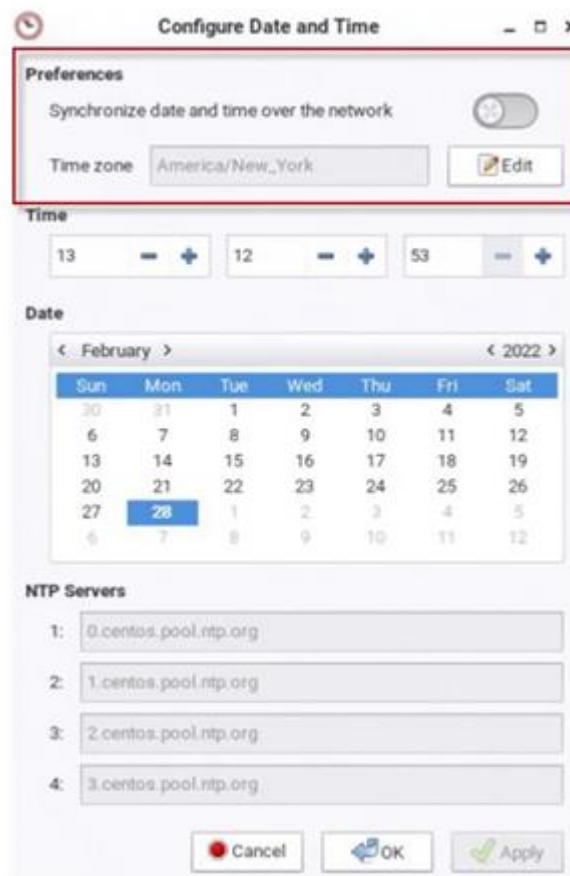 Configure Date and Time
Preferences
Synchronize date and time over the network
Time zone America/New_York Edit
Time
13 12 53
Date
< February > < 2022 >
Sun Mon Tue Wed Thu Fri Sat
30 31 1 2 3 4 5
6 7 8 9 10 11 12
13 14 15 16 17 18 19
20 21 22 23 24 25 26
27 28 1 2 3 4 5
6 7 8 9 10 11 12
NTP Servers
1: 0.centos.pool.ntp.org
2: 1.centos.pool.ntp.org
3: 2.centos.pool.ntp.org
4: 3.centos.pool.ntp.org
Cancel OK Apply